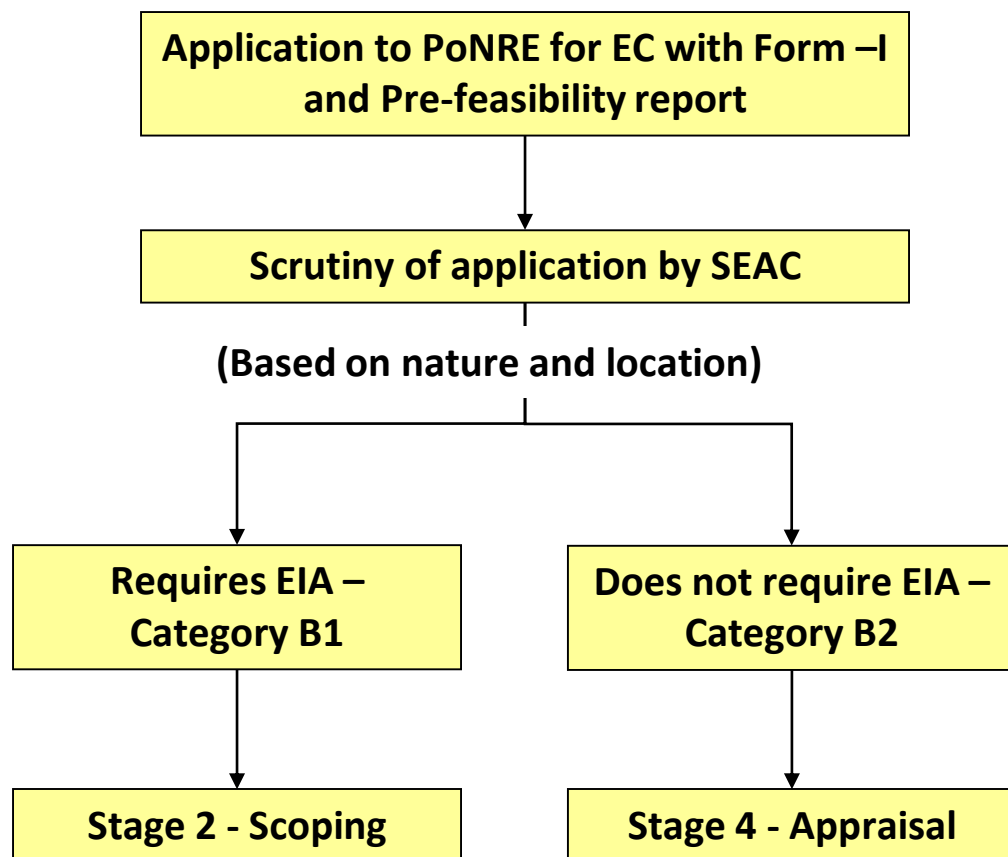 Application to PoNRE for EC with Form –I
and Pre-feasibility report
Scrutiny of application by SEAC
(Based on nature and location)
Requires EIA –
Category B1
Does not require EIA –
Category B2
Stage 2 - Scoping
Stage 4 - Appraisal